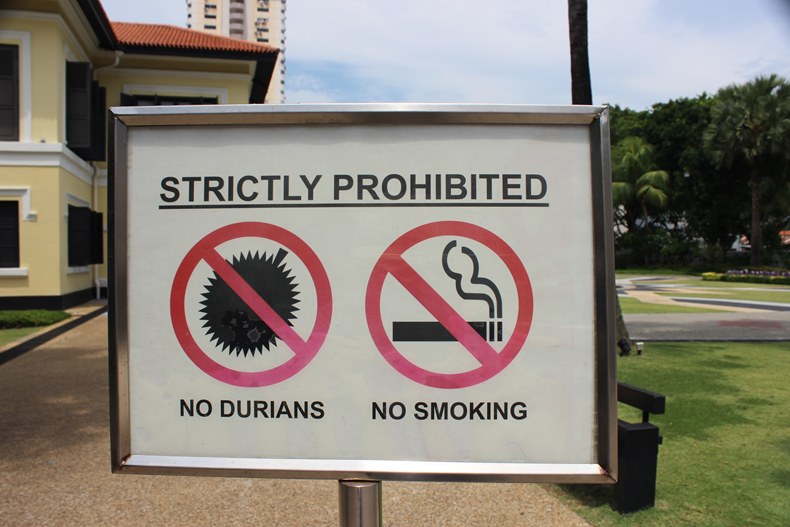 STRICTLY PROHIBITED
NO DURIANS
NO SMOKING